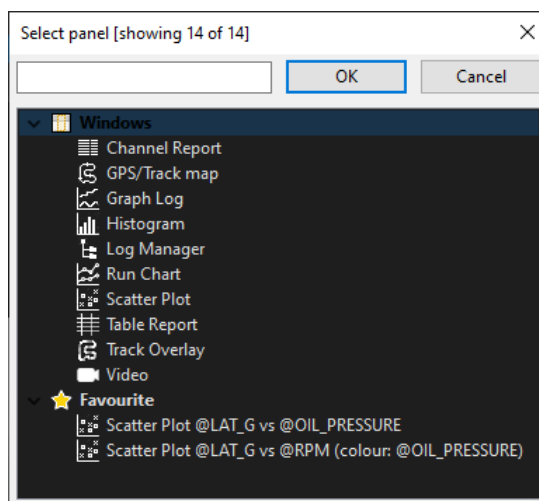 Select panel [showing 14 of 14]
OK
Cancel
Windows
Channel Report
GPS/Track map
Graph Log
Histogram
Log Manager
Run Chart
Scatter Plot
Table Report
Track Overlay
Video
Favourite
Scatter Plot @LAT_G vs @OIL_PRESSURE
Scatter Plot @LAT_G vs @RPM (colour: @OIL_PRESSURE)